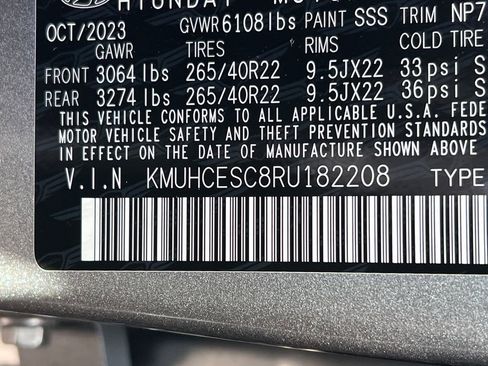 HYUNDAI
OCT/2023 GVWR 6108 lbs PAINT SSS TRIM NP7
GAWR TIRES RIMS COLD TIRE
FRONT 3064 lbs 265/40R22 9.5JX22 33 psi S
REAR 3274 lbs 265/40R22 9.5JX22 36 psi S
THIS VEHICLE CONFORMS TO ALL APPLICABLE U.S.A. FEDE
MOTOR VEHICLE SAFETY AND THEFT PREVENTION STANDARDS
IN EFFECT ON THE DATE OF MANUFACTURE SHOWN ABOVE
V.I.N. KMUHCESC8RU182208 TYPE